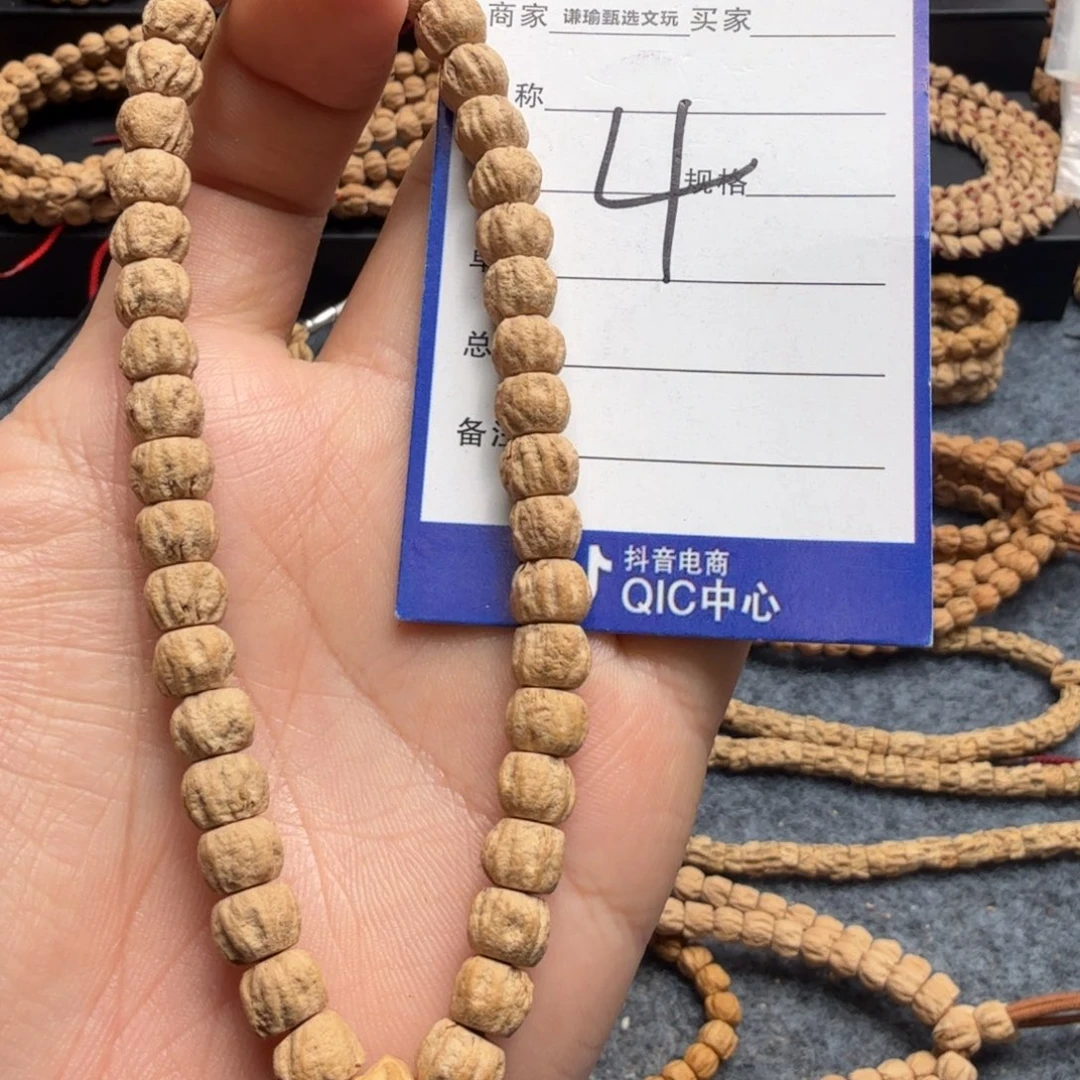 商家 谦瑜甄选文玩 买家
称
4 规格
总
备注
抖音电商
QIC中心